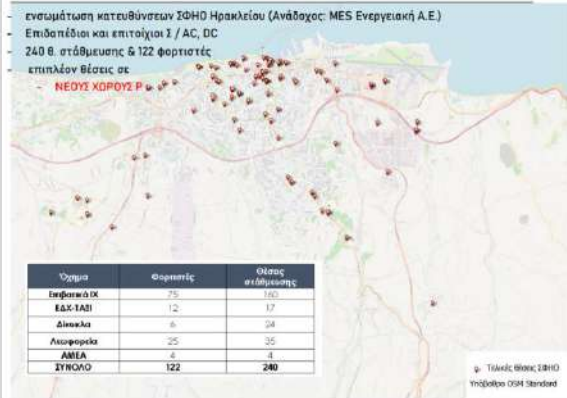 - ενσωμάτωση κατευθύνσεων ΣΦΗΟ Ηρακλείου (Ανάδοχος: MES Ενεργειακή Α.Ε.)
- Επιδαπέδιοι και επιτοίχιοι Σ / AC, DC
- 240 θ. στάθμευσης & 122 φορτιστές
- επιπλέον θέσεις σε
- ΝΕΟΥΣ ΧΩΡΟΥΣ P
Όχημα Φορτιστές Θέσεις στάθμευσης
Επιβατικά ΙΧ 75 160
ΕΔΧ-ΤΑΞΙ 12 17
Δίκυκλα 6 24
Λεωφορεία 25 35
ΑΜΕΑ 4 4
ΣΥΝΟΛΟ 122 240
Τελικές θέσεις ΣΦΗΟ
Υπόβαθρο OSM Standard